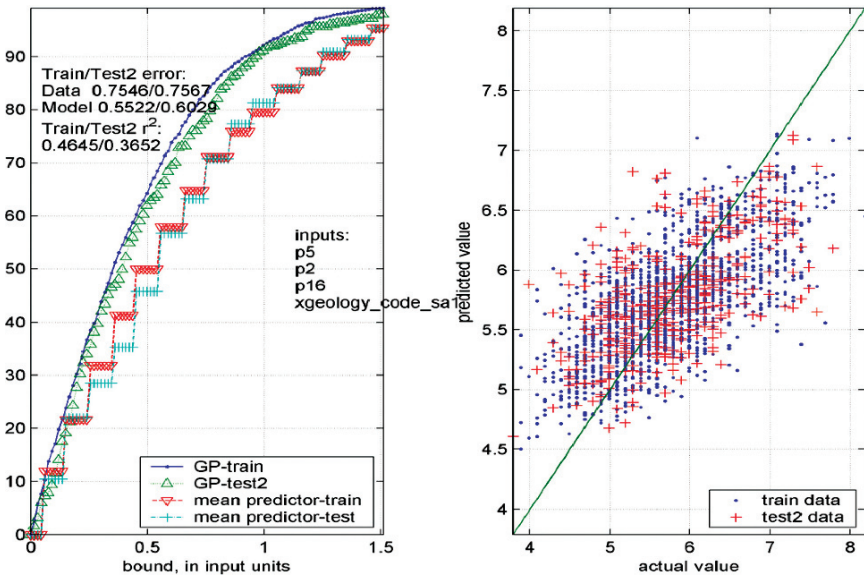 90
80
70
60
50
40
30
20
10
0
Train/Test2 error:
Data 0.7546/0.7567
Model 0.5522/0.6029
Train/Test2 r²:
0.4645/0.3652
inputs:
p5
p2
p16
GP-train
GP-test2
mean predictor-train
mean predictor-test
0 0.5 1 1.5
bound, in input units
predicted value
8
7.5
7
6.5
6
5.5
5
4.5
4
train data
test2 data
4 5 6 7 8
actual value